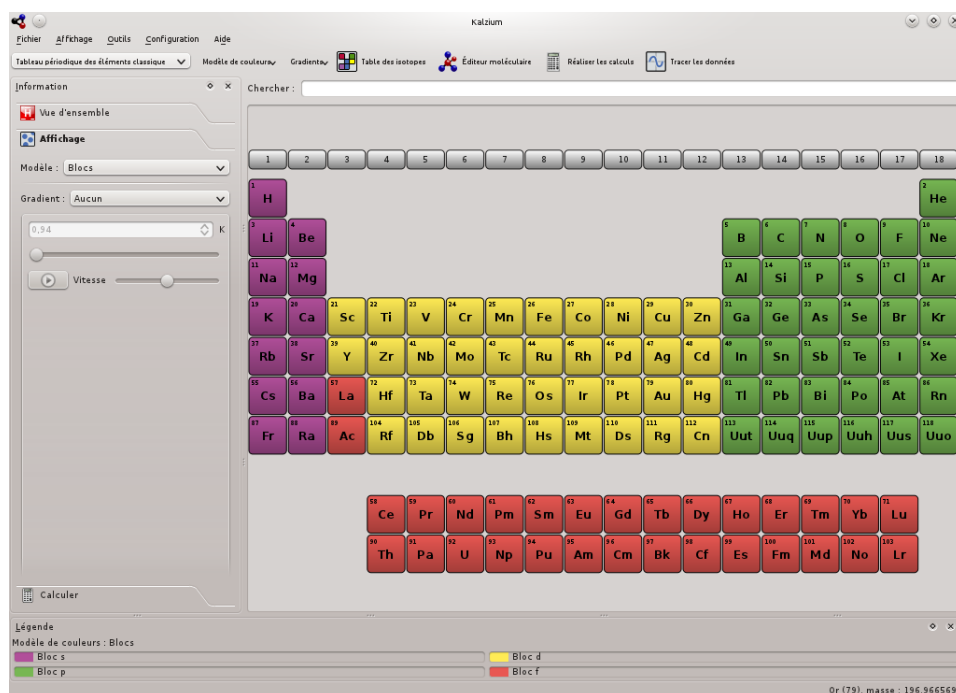 Kalzium
Fichier Affichage Outils Configuration Aide
Tableau périodique des éléments classique Modèle de couleurs Gradients Table des isotopes Éditeur moléculaire Réaliser les calculs Tracer les données
Information
Chercher :
Vue d'ensemble
Affichage
Modèle : Blocs
Gradient : Aucun
0,94 K
Vitesse
Calculer
1 2 3 4 5 6 7 8 9 10 11 12 13 14 15 16 17 18
1 H 2 He
3 Li 4 Be 5 B 6 C 7 N 8 O 9 F 10 Ne
11 Na 12 Mg 13 Al 14 Si 15 P 16 S 17 Cl 18 Ar
19 K 20 Ca 21 Sc 22 Ti 23 V 24 Cr 25 Mn 26 Fe 27 Co 28 Ni 29 Cu 30 Zn 31 Ga 32 Ge 33 As 34 Se 35 Br 36 Kr
37 Rb 38 Sr 39 Y 40 Zr 41 Nb 42 Mo 43 Tc 44 Ru 45 Rh 46 Pd 47 Ag 48 Cd 49 In 50 Sn 51 Sb 52 Te 53 I 54 Xe
55 Cs 56 Ba 57 La 72 Hf 73 Ta 74 W 75 Re 76 Os 77 Ir 78 Pt 79 Au 80 Hg 81 Tl 82 Pb 83 Bi 84 Po 85 At 86 Rn
87 Fr 88 Ra 89 Ac 104 Rf 105 Db 106 Sg 107 Bh 108 Hs 109 Mt 110 Ds 111 Rg 112 Cn 113 Uut 114 Uuq 115 Uup 116 Uuh 117 Uus 118 Uuo
58 Ce 59 Pr 60 Nd 61 Pm 62 Sm 63 Eu 64 Gd 65 Tb 66 Dy 67 Ho 68 Er 69 Tm 70 Yb 71 Lu
90 Th 91 Pa 92 U 93 Np 94 Pu 95 Am 96 Cm 97 Bk 98 Cf 99 Es 100 Fm 101 Md 102 No 103 Lr
Légende
Modèle de couleurs : Blocs
Bloc s Bloc d
Bloc p Bloc f
Or (79), masse : 196.966569